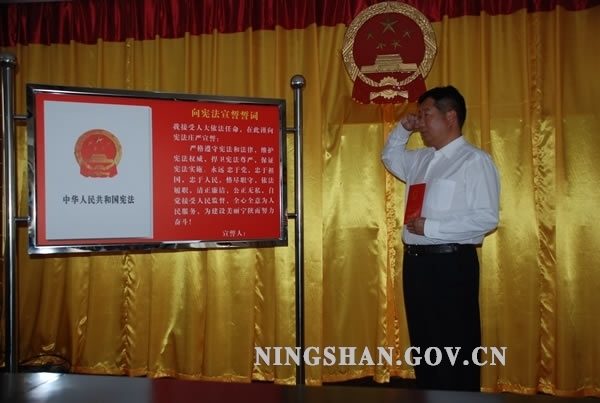 向宪法宣誓誓词
我接受人大依法任命，在此谨向
宪法庄严宣誓：
严格遵守宪法和法律，维护
宪法权威，捍卫宪法尊严，保证
宪法实施。永远忠于党，忠于祖
国，忠于人民，恪尽职守，依法
履职，清正廉洁，公正无私，自
觉接受人民监督，全心全意为人
民服务，为建设美丽宁陕而努力
奋斗！
宣誓人：
中华人民共和国宪法
NINGSHAN.GOV.CN